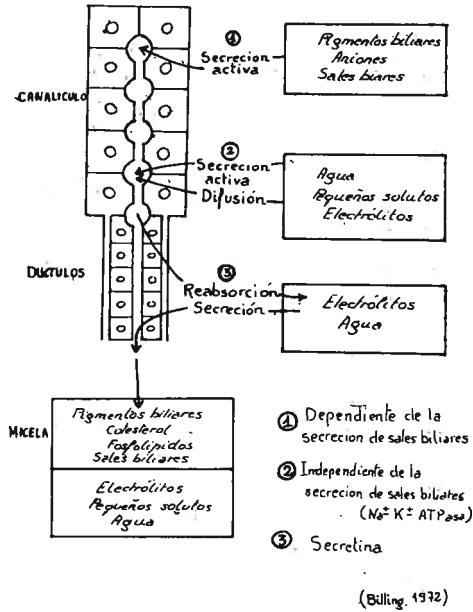 ①
Secrecion
activa
Pigmentos biliares
Aniones
Sales biares
CANALICULO
②
Secrecion
activa
Difusión
Agua
Pequeños solutos
Electrólitos
DUCTULOS
③
Reabsorción
Secreción
Electrólitos
Agua
MICELA
Pigmentos biliares
Colesterol
Fosfolípidos
Sales biliares
Electrólitos
Pequeños solutos
Agua
① Dependiente de la
secrecion de sales biliares
② Independiente de la
secrecion de sales biliares
(Na± K± ATPasa)
③ Secretina
(Billing. 1972)